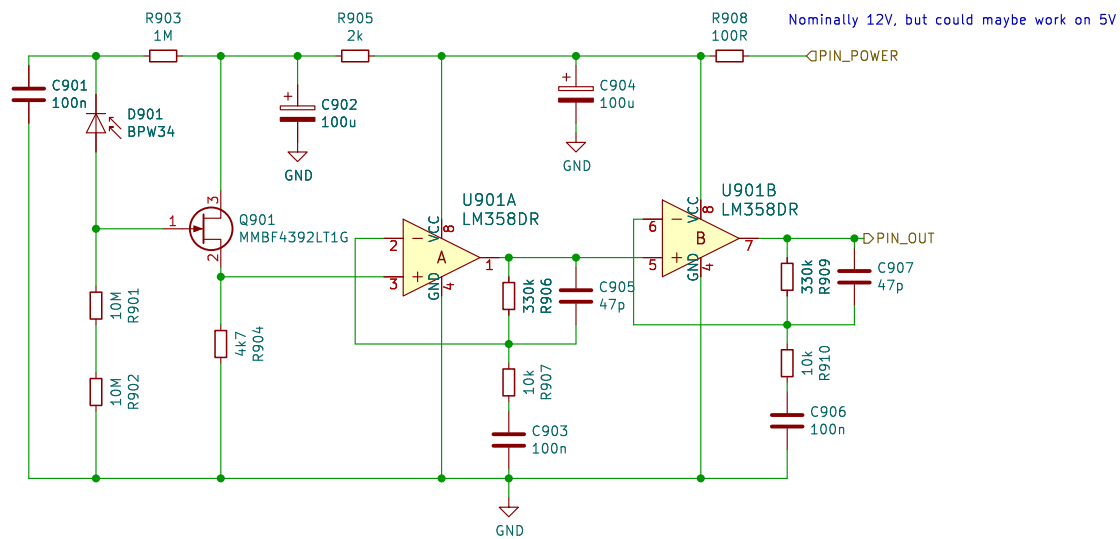 Nominally 12V, but could maybe work on 5V
R903
1M
R905
2k
R908
100R
PIN_POWER
C901
100n
D901
BPW34
C902
100u
GND
C904
100u
GND
3
1
2
Q901
MMBF4392LT1G
U901A
LM358DR
2
3
VCC
8
A
GND
4
1
U901B
LM358DR
6
5
VCC
8
B
GND
4
7
PIN_OUT
10M
R901
10M
R902
4k7
R904
330k
R906
C905
47p
330k
R909
C907
47p
10k
R907
10k
R910
C903
100n
C906
100n
GND